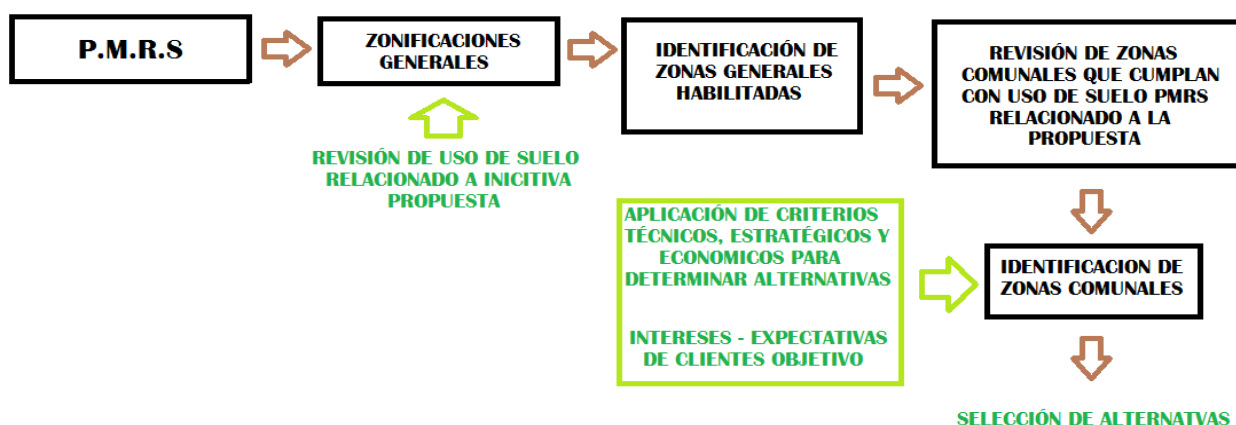 P.M.R.S
ZONIFICACIONES
GENERALES
IDENTIFICACIÓN DE
ZONAS GENERALES
HABILITADAS
REVISIÓN DE ZONAS
COMUNALES QUE CUMPLAN
CON USO DE SUELO PMRS
RELACIONADO A LA
PROPUESTA
REVISIÓN DE USO DE SUELO
RELACIONADO A INICITIVA
PROPUESTA
APLICACIÓN DE CRITERIOS
TÉCNICOS, ESTRATÉGICOS Y
ECONOMICOS PARA
DETERMINAR ALTERNATIVAS
INTERESES - EXPECTATIVAS
DE CLIENTES OBJETIVO
IDENTIFICACION DE
ZONAS COMUNALES
SELECCIÓN DE ALTERNATVAS